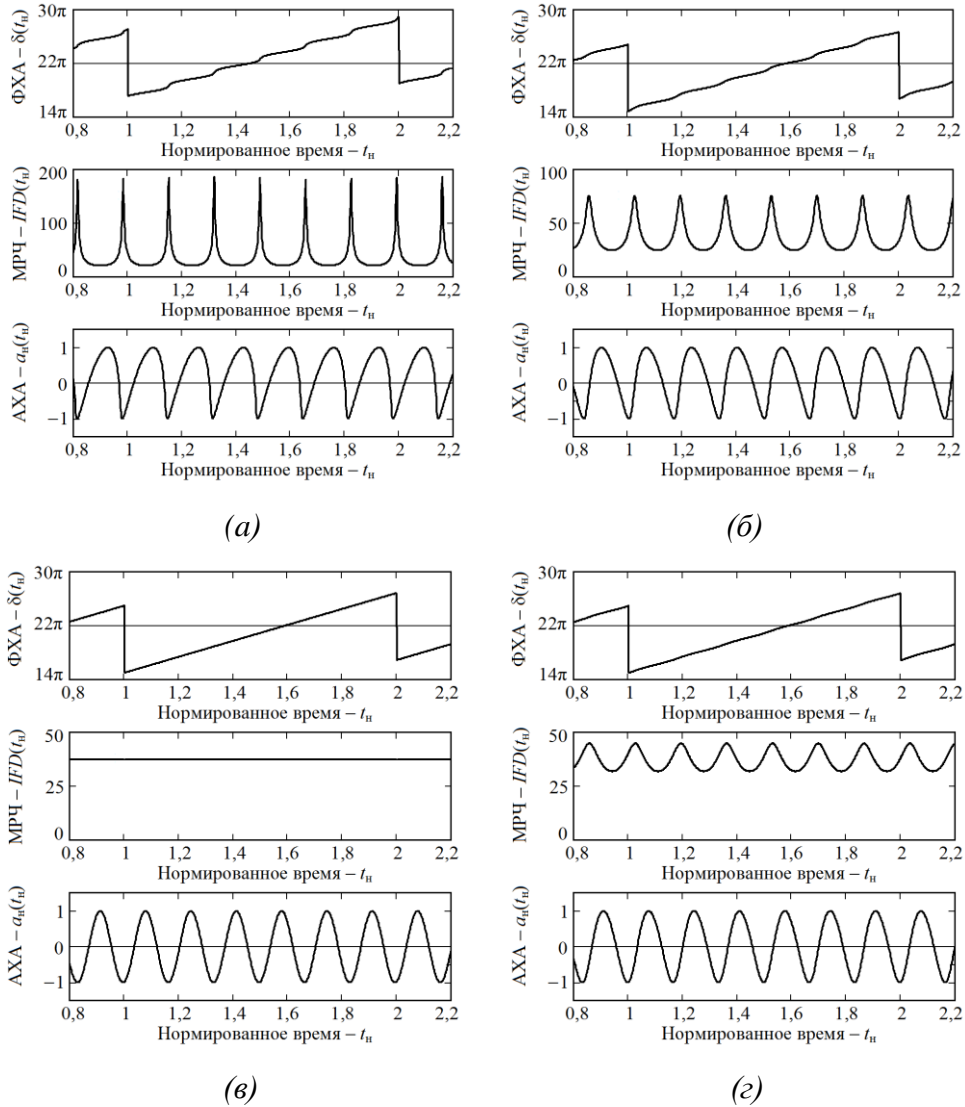 ФХА – δ(tн)
30π
22π
14π
0,8 1 1,2 1,4 1,6 1,8 2 2,2
Нормированное время – tн
МРЧ – IFD(tн)
200
100
0
0,8 1 1,2 1,4 1,6 1,8 2 2,2
Нормированное время – tн
АХА – aн(tн)
1
0
−1
0,8 1 1,2 1,4 1,6 1,8 2 2,2
Нормированное время – tн
(а)
ФХА – δ(tн)
30π
22π
14π
0,8 1 1,2 1,4 1,6 1,8 2 2,2
Нормированное время – tн
МРЧ – IFD(tн)
100
50
0
0,8 1 1,2 1,4 1,6 1,8 2 2,2
Нормированное время – tн
АХА – aн(tн)
1
0
−1
0,8 1 1,2 1,4 1,6 1,8 2 2,2
Нормированное время – tн
(б)
ФХА – δ(tн)
30π
22π
14π
0,8 1 1,2 1,4 1,6 1,8 2 2,2
Нормированное время – tн
МРЧ – IFD(tн)
50
25
0
0,8 1 1,2 1,4 1,6 1,8 2 2,2
Нормированное время – tн
АХА – aн(tн)
1
0
−1
0,8 1 1,2 1,4 1,6 1,8 2 2,2
Нормированное время – tн
(в)
ФХА – δ(tн)
30π
22π
14π
0,8 1 1,2 1,4 1,6 1,8 2 2,2
Нормированное время – tн
МРЧ – IFD(tн)
50
25
0
0,8 1 1,2 1,4 1,6 1,8 2 2,2
Нормированное время – tн
АХА – aн(tн)
1
0
−1
0,8 1 1,2 1,4 1,6 1,8 2 2,2
Нормированное время – tн
(г)